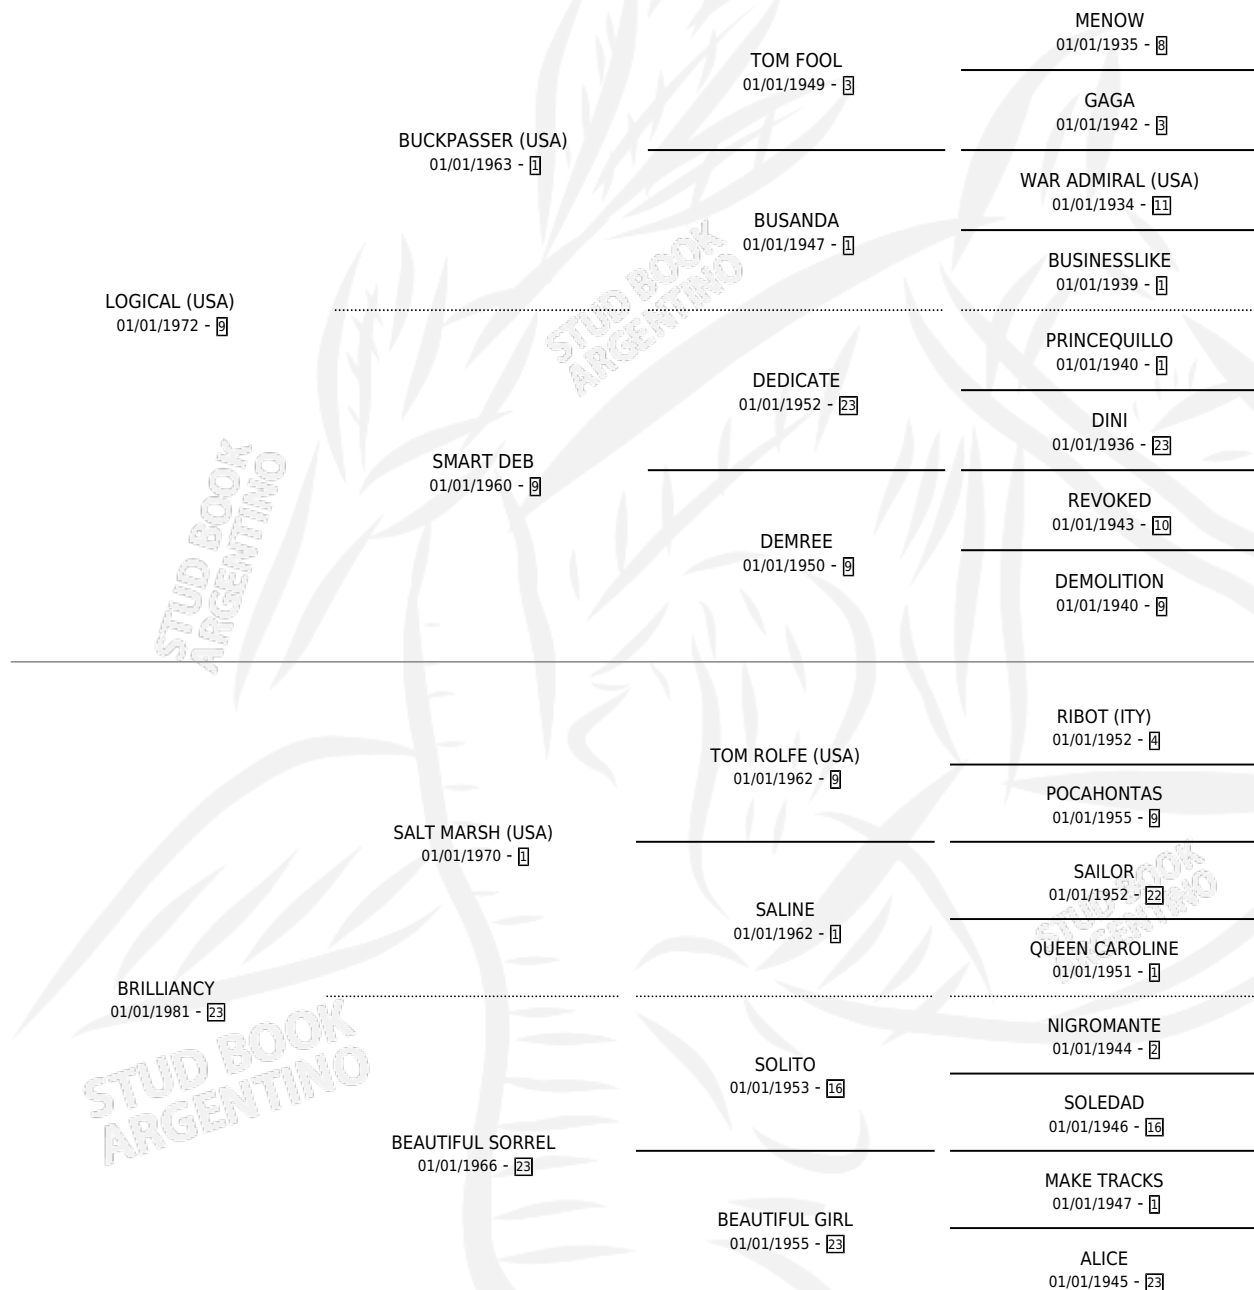 MENOW
01/01/1935 - 8
TOM FOOL
01/01/1949 - 3
GAGA
01/01/1942 - 3
BUCKPASSER (USA)
01/01/1963 - 1
WAR ADMIRAL (USA)
01/01/1934 - 11
BUSANDA
01/01/1947 - 1
BUSINESSLIKE
01/01/1939 - 1
LOGICAL (USA)
01/01/1972 - 9
PRINCEQUILLO
01/01/1940 - 1
DEDICATE
01/01/1952 - 23
DINI
01/01/1936 - 23
SMART DEB
01/01/1960 - 9
REVOKED
01/01/1943 - 10
DEMREE
01/01/1950 - 9
DEMOLITION
01/01/1940 - 9
RIBOT (ITY)
01/01/1952 - 4
TOM ROLFE (USA)
01/01/1962 - 9
POCAHONTAS
01/01/1955 - 9
SALT MARSH (USA)
01/01/1970 - 1
SAILOR
01/01/1952 - 22
SALINE
01/01/1962 - 1
QUEEN CAROLINE
01/01/1951 - 1
BRILLIANCY
01/01/1981 - 23
NIGROMANTE
01/01/1944 - 2
SOLITO
01/01/1953 - 16
SOLEDAD
01/01/1946 - 16
BEAUTIFUL SORREL
01/01/1966 - 23
MAKE TRACKS
01/01/1947 - 1
BEAUTIFUL GIRL
01/01/1955 - 23
ALICE
01/01/1945 - 23
STUD BOOK
ARGENTINO
STUD BOOK
ARGENTINO
STUD BOOK
ARGENTINO
STUD BOOK
ARGENTINO